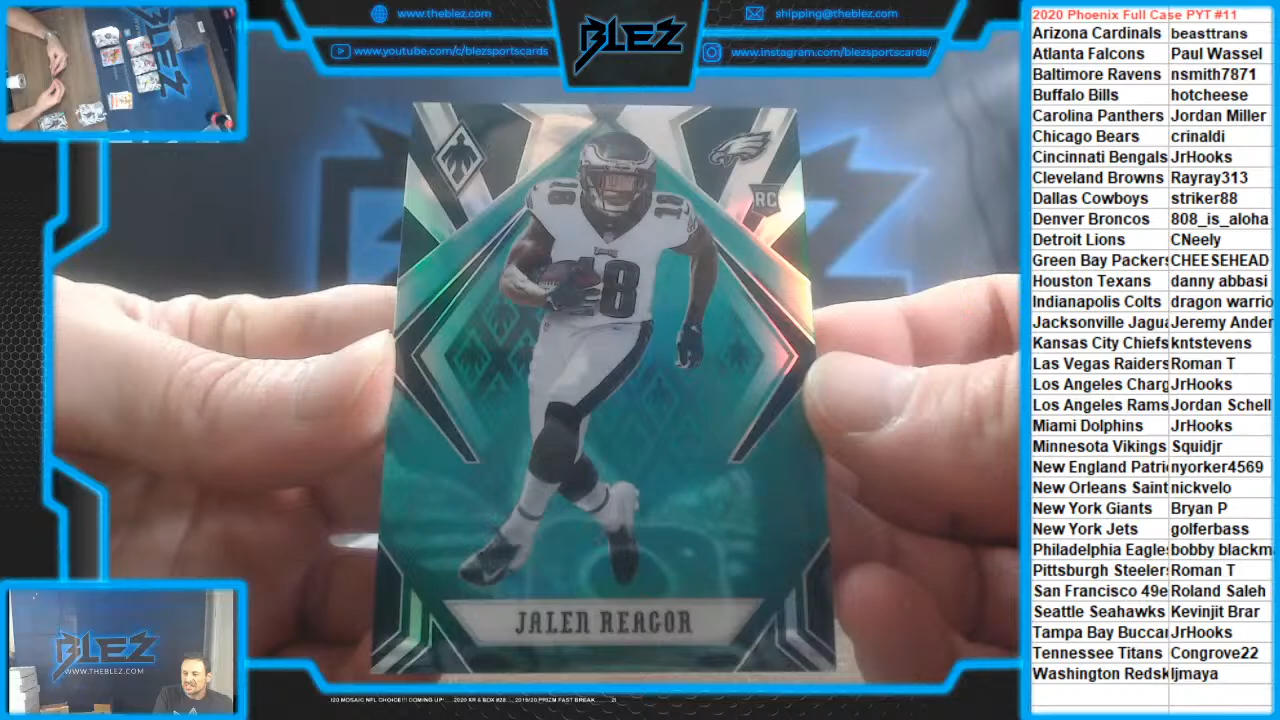 www.theblez.com
www.youtube.com/c/blezsportscards
BLEZ
shipping@theblez.com
www.instagram.com/blezsportscards/
RC
18
18
18
JALEN REAGOR
BLEZ
WWW.THEBLEZ.COM
2020 Phoenix Full Case PYT #11
Arizona Cardinals beasttrans
Atlanta Falcons Paul Wassel
Baltimore Ravens nsmith7871
Buffalo Bills hotcheese
Carolina Panthers Jordan Miller
Chicago Bears crinaldi
Cincinnati Bengals JrHooks
Cleveland Browns Rayray313
Dallas Cowboys striker88
Denver Broncos 808_is_aloha
Detroit Lions CNeely
Green Bay Packers CHEESEHEAD
Houston Texans danny abbasi
Indianapolis Colts dragon warrio
Jacksonville Jagua Jeremy Ander
Kansas City Chiefs kntstevens
Las Vegas Raiders Roman T
Los Angeles Charg JrHooks
Los Angeles Rams Jordan Schell
Miami Dolphins JrHooks
Minnesota Vikings Squidjr
New England Patri nyorker4569
New Orleans Saint nickvelo
New York Giants Bryan P
New York Jets golferbass
Philadelphia Eagle bobby blackm
Pittsburgh Steeler Roman T
San Francisco 49e Roland Saleh
Seattle Seahawks Kevinjit Brar
Tampa Bay Bucca JrHooks
Tennessee Titans Congrove22
Washington Redsk ljmaya